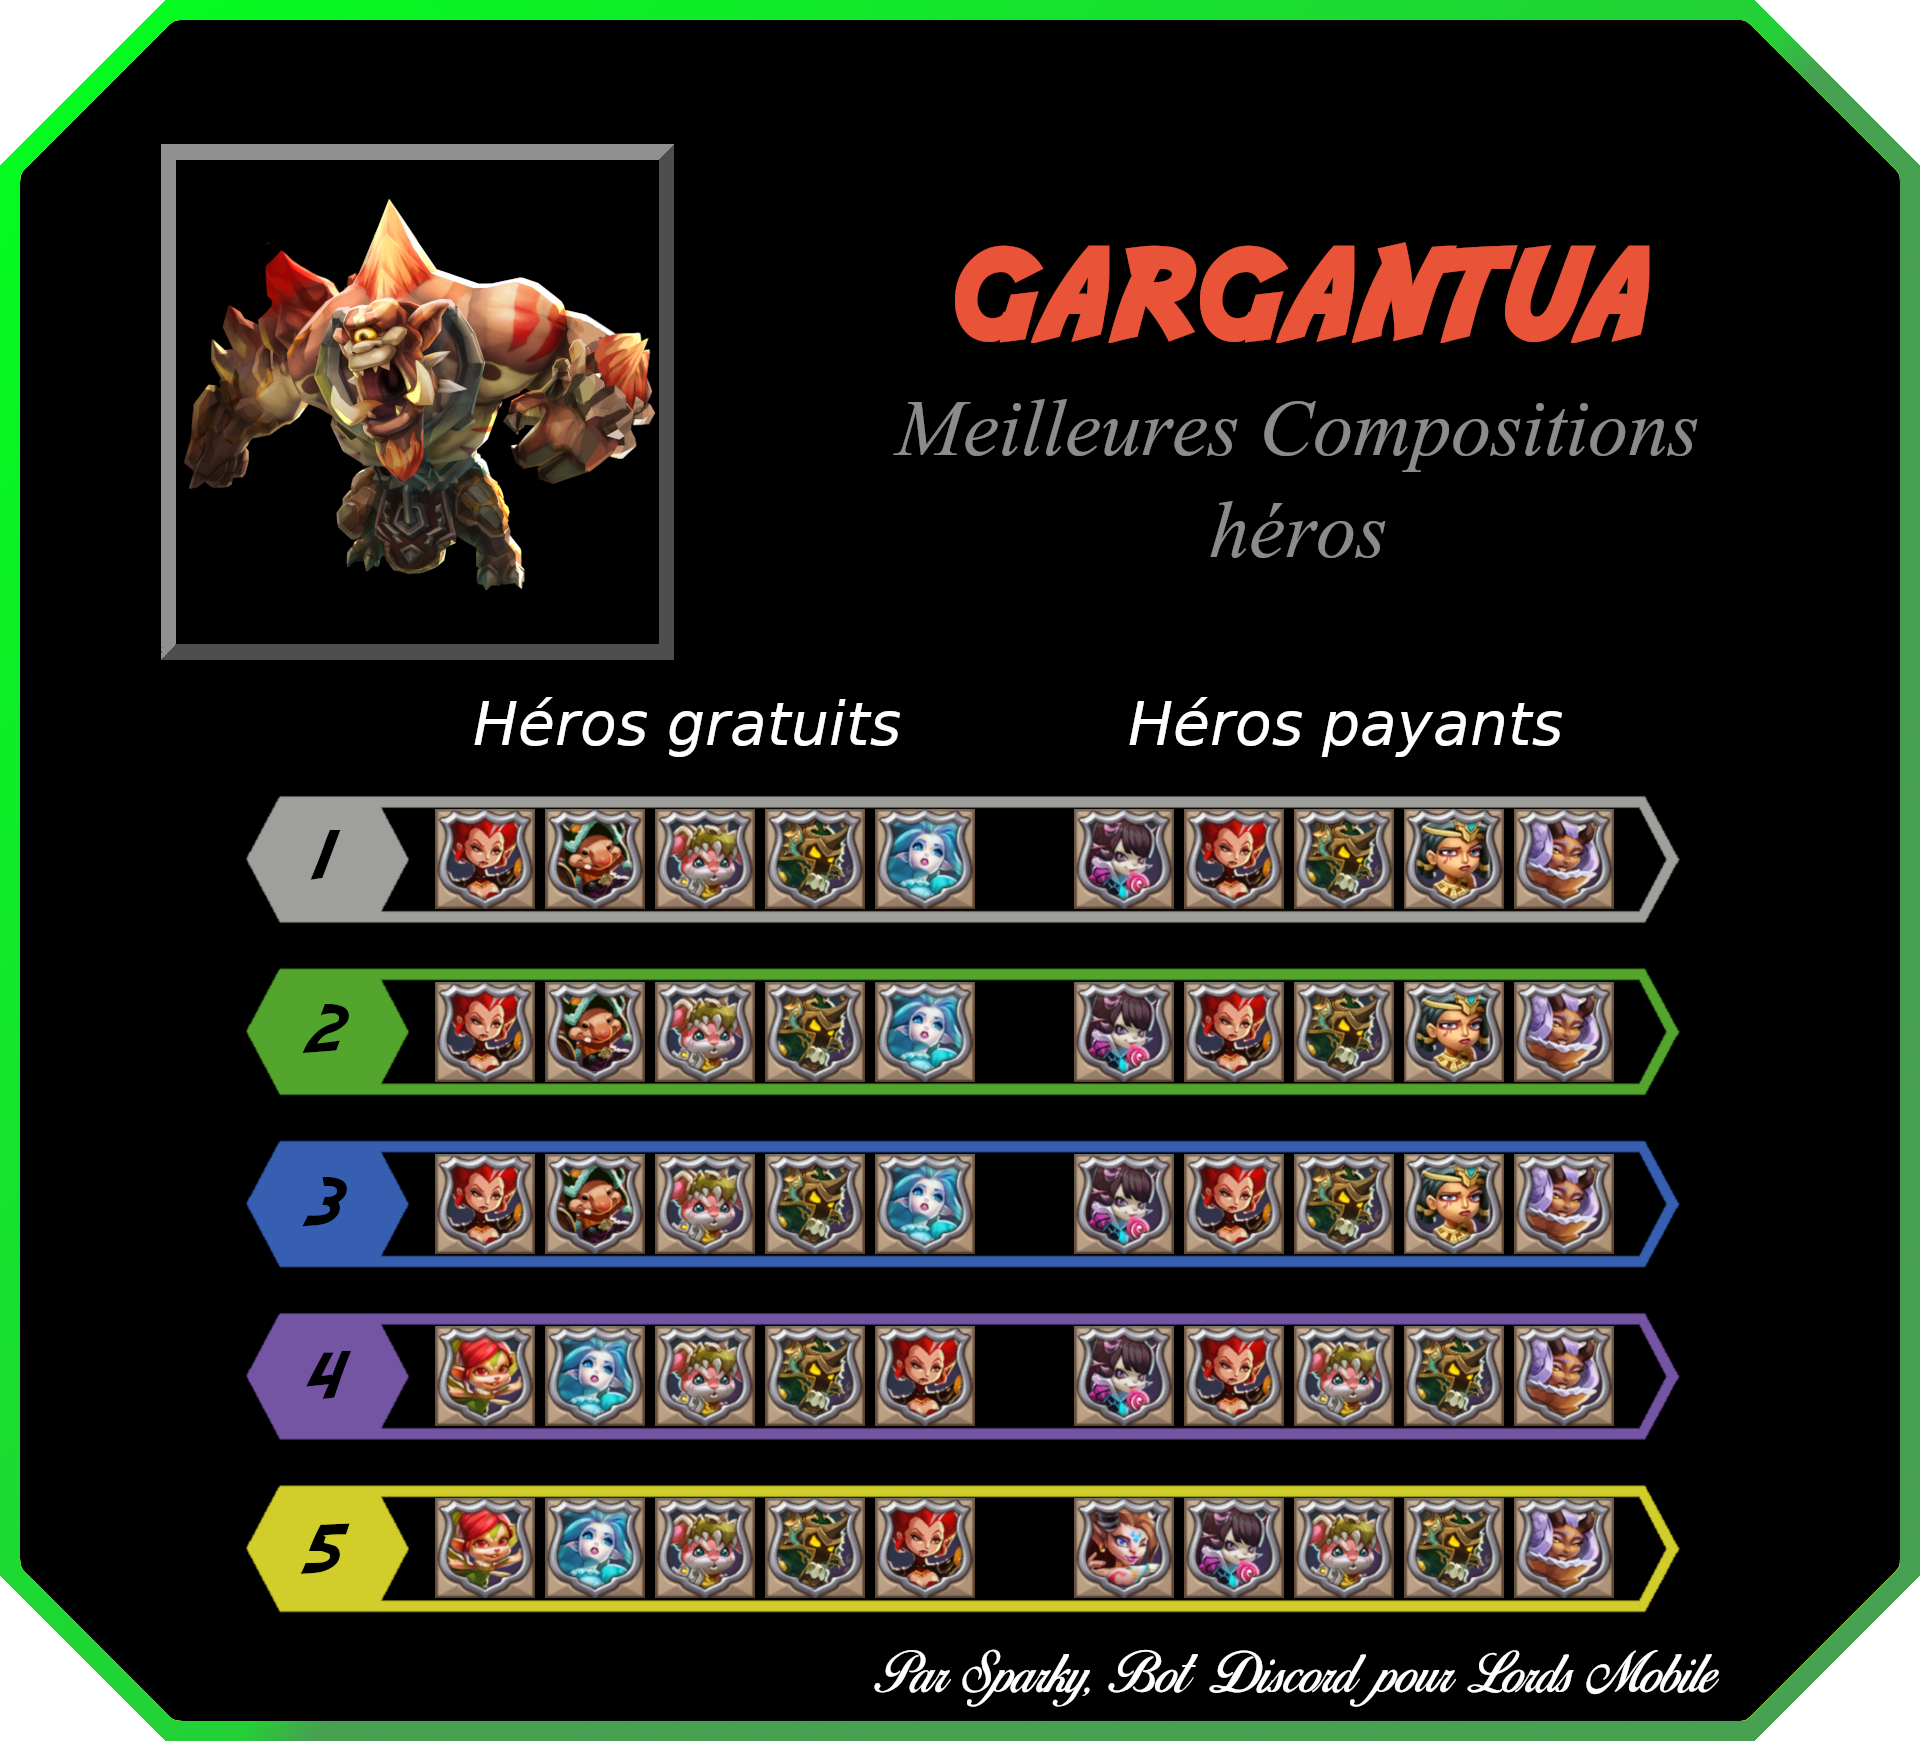 GARGANTUA
Meilleures Compositions
héros
Héros gratuits
Héros payants
1
2
3
4
5
Par Sparky, Bot Discord pour Lords Mobile